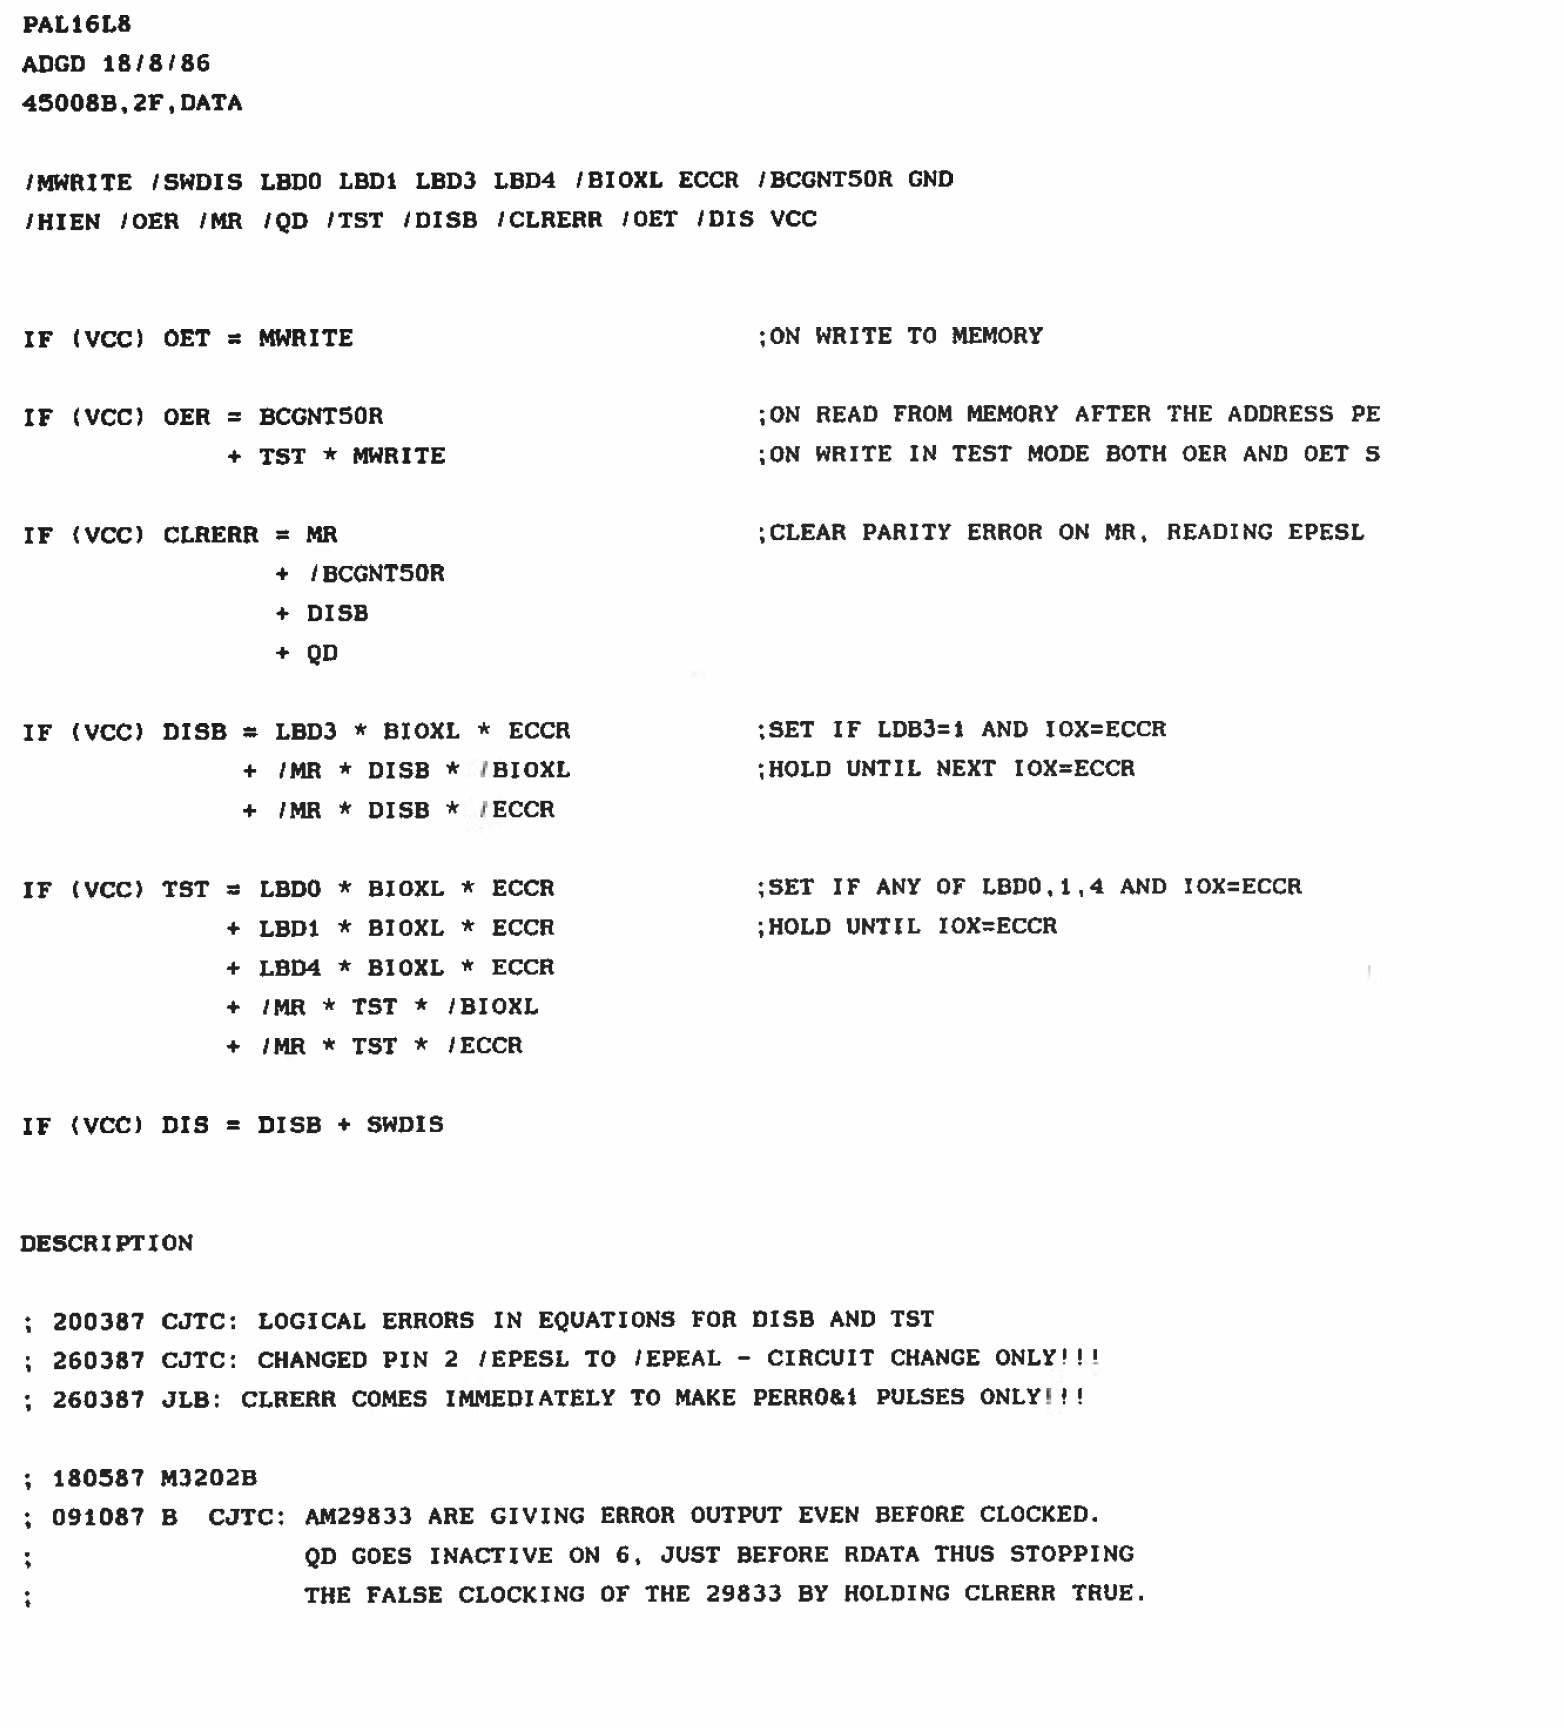 PAL16L8
ADGD 18/8/86
45008B,2F,DATA
/MWRITE /SWDIS LBD0 LBD1 LBD3 LBD4 /BIOXL ECCR /BCGNT50R GND
/HIEN /OER /MR /QD /TST /DISB /CLRERR /OET /DIS VCC
IF (VCC) OET = MWRITE ;ON WRITE TO MEMORY
IF (VCC) OER = BCGNT50R ;ON READ FROM MEMORY AFTER THE ADDRESS PE
+ TST * MWRITE ;ON WRITE IN TEST MODE BOTH OER AND OET S
IF (VCC) CLRERR = MR ;CLEAR PARITY ERROR ON MR, READING EPESL
+ /BCGNT50R
+ DISB
+ QD
IF (VCC) DISB = LBD3 * BIOXL * ECCR ;SET IF LDB3=1 AND IOX=ECCR
+ /MR * DISB * /BIOXL ;HOLD UNTIL NEXT IOX=ECCR
+ /MR * DISB * /ECCR
IF (VCC) TST = LBD0 * BIOXL * ECCR ;SET IF ANY OF LBD0,1,4 AND IOX=ECCR
+ LBD1 * BIOXL * ECCR ;HOLD UNTIL IOX=ECCR
+ LBD4 * BIOXL * ECCR
+ /MR * TST * /BIOXL
+ /MR * TST * /ECCR
IF (VCC) DIS = DISB + SWDIS
DESCRIPTION
; 200387 CJTC: LOGICAL ERRORS IN EQUATIONS FOR DISB AND TST
; 260387 CJTC: CHANGED PIN 2 /EPESL TO /EPEAL - CIRCUIT CHANGE ONLY!!!
; 260387 JLB: CLRERR COMES IMMEDIATELY TO MAKE PERR0&1 PULSES ONLY!!!
; 180587 M3202B
; 091087 B CJTC: AM29833 ARE GIVING ERROR OUTPUT EVEN BEFORE CLOCKED.
; QD GOES INACTIVE ON 6, JUST BEFORE RDATA THUS STOPPING
; THE FALSE CLOCKING OF THE 29833 BY HOLDING CLRERR TRUE.